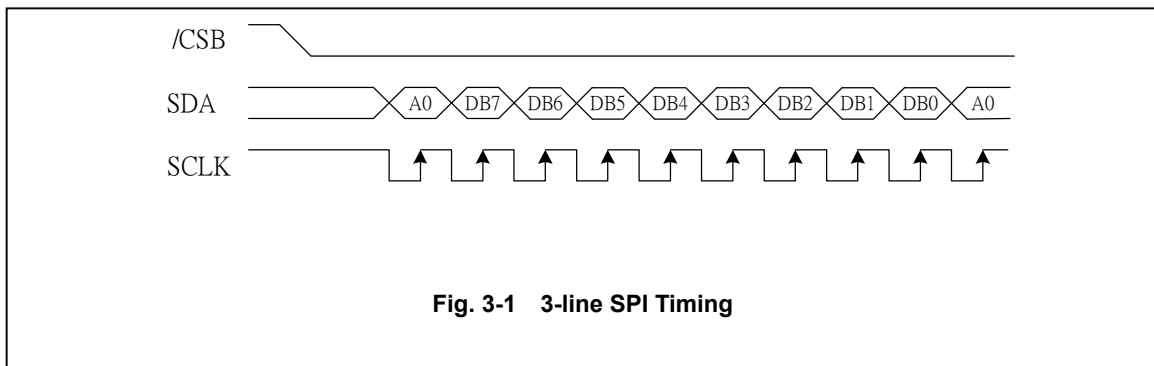 /CSB
SDA A0 DB7 DB6 DB5 DB4 DB3 DB2 DB1 DB0 A0
SCLK
Fig. 3-1 3-line SPI Timing